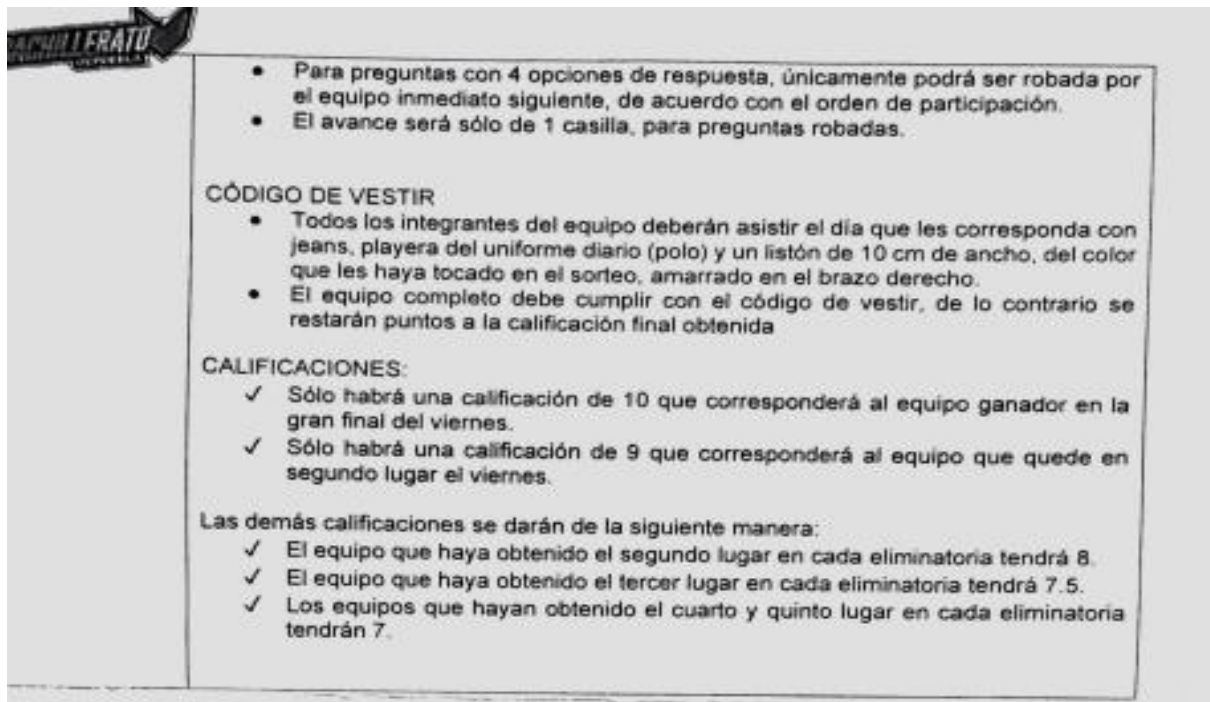 FRATO
• Para preguntas con 4 opciones de respuesta, únicamente podrá ser robada por
el equipo inmediato siguiente, de acuerdo con el orden de participación.
• El avance será sólo de 1 casilla, para preguntas robadas.
CÓDIGO DE VESTIR
• Todos los integrantes del equipo deberán asistir el día que les corresponda con
jeans, playera del uniforme diario (polo) y un listón de 10 cm de ancho, del color
que les haya tocado en el sorteo, amarrado en el brazo derecho.
• El equipo completo debe cumplir con el código de vestir, de lo contrario se
restarán puntos a la calificación final obtenida
CALIFICACIONES:
✓ Sólo habrá una calificación de 10 que corresponderá al equipo ganador en la
gran final del viernes.
✓ Sólo habrá una calificación de 9 que corresponderá al equipo que quede en
segundo lugar el viernes.
Las demás calificaciones se darán de la siguiente manera:
✓ El equipo que haya obtenido el segundo lugar en cada eliminatoria tendrá 8.
✓ El equipo que haya obtenido el tercer lugar en cada eliminatoria tendrá 7.5.
✓ Los equipos que hayan obtenido el cuarto y quinto lugar en cada eliminatoria
tendrán 7.